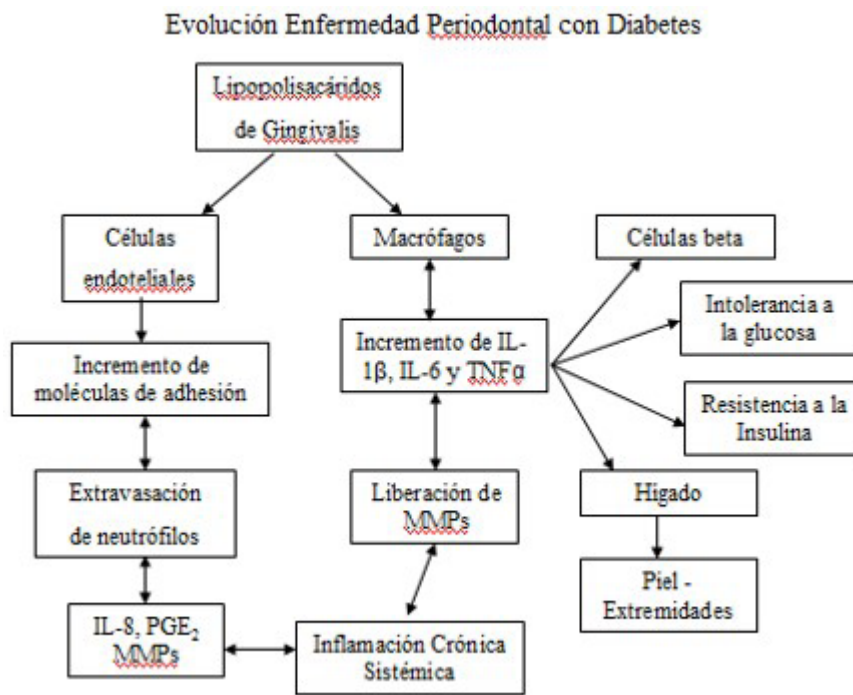 Evolución Enfermedad Periodontal con Diabetes
Lipopolisacáridos
de Gingivalis
Células
endoteliales
Macrófagos
Células beta
Intolerancia a
la glucosa
Incremento de IL-
1β, IL-6 y TNFα
Incremento de
moléculas de adhesión
Resistencia a la
Insulina
Extravasación
de neutrófilos
Liberación de
MMPs
Higado
Piel -
Extremidades
IL-8, PGE₂
MMPs
Inflamación Crónica
Sistémica